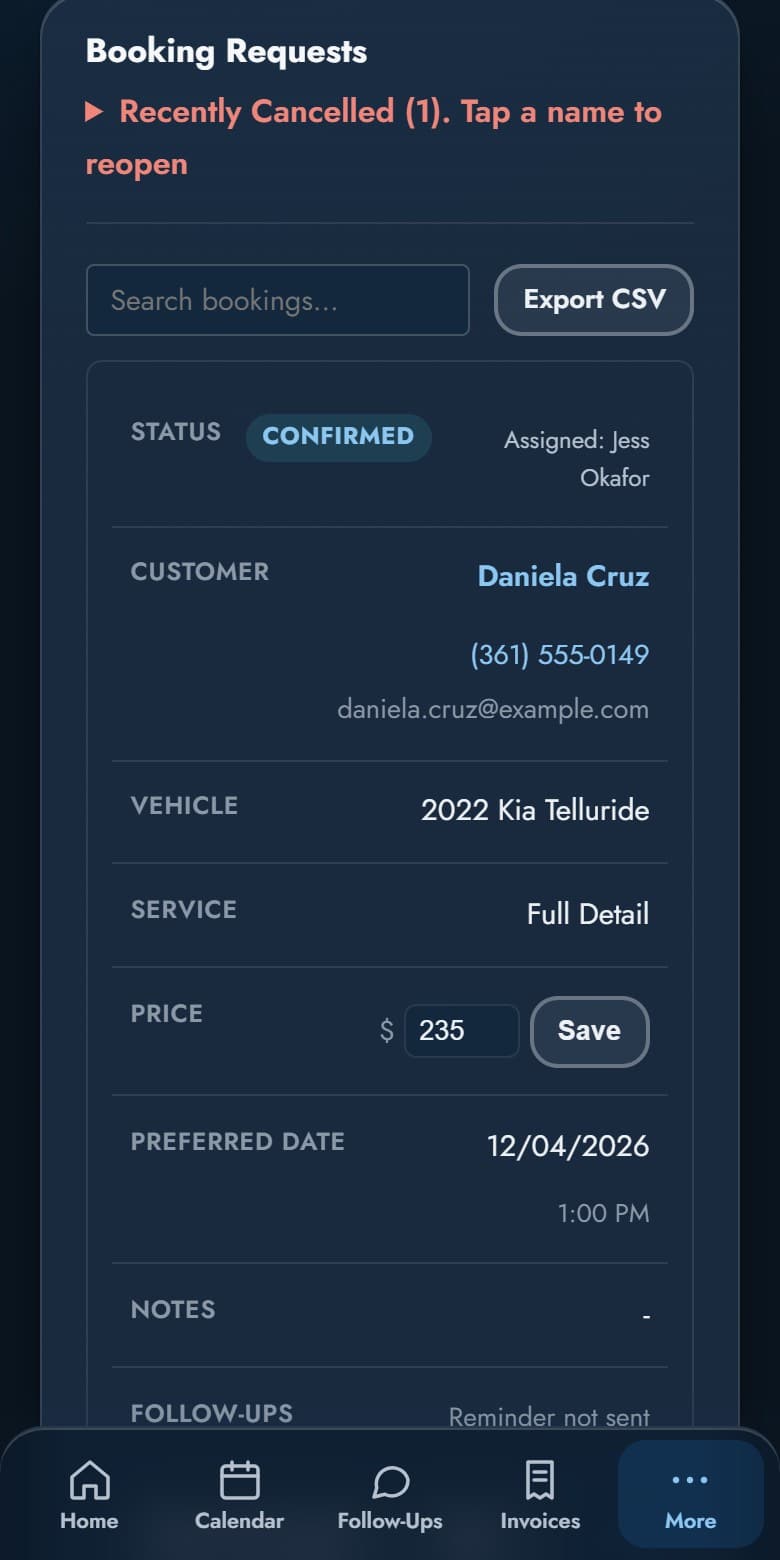 Booking Requests
▶ Recently Cancelled (1). Tap a name to
reopen
Search bookings...
Export CSV
STATUS
CONFIRMED
Assigned: Jess
Okafor
CUSTOMER
Daniela Cruz
(361) 555-0149
daniela.cruz@example.com
VEHICLE
2022 Kia Telluride
SERVICE
Full Detail
PRICE
$ 235
Save
PREFERRED DATE
12/04/2026
1:00 PM
NOTES
-
FOLLOW-UPS
Reminder not sent
Home
Calendar
Follow-Ups
Invoices
More